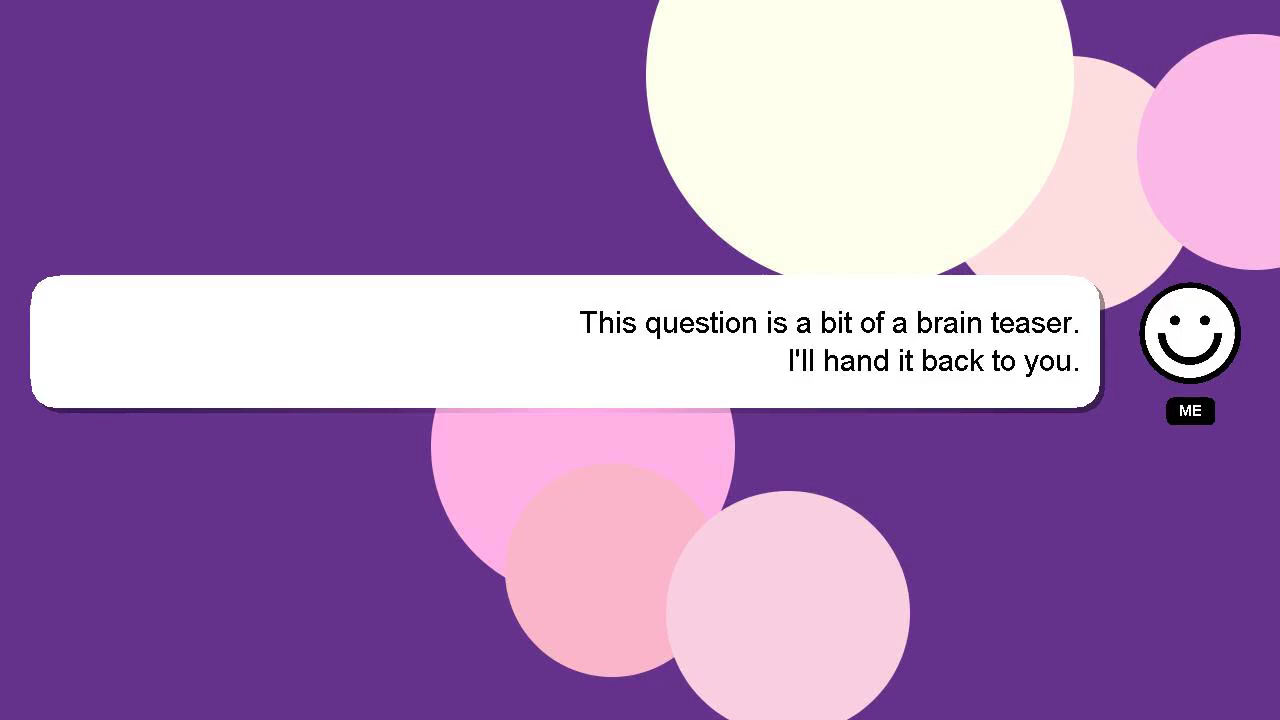 This question is a bit of a brain teaser.
I'll hand it back to you.
ME